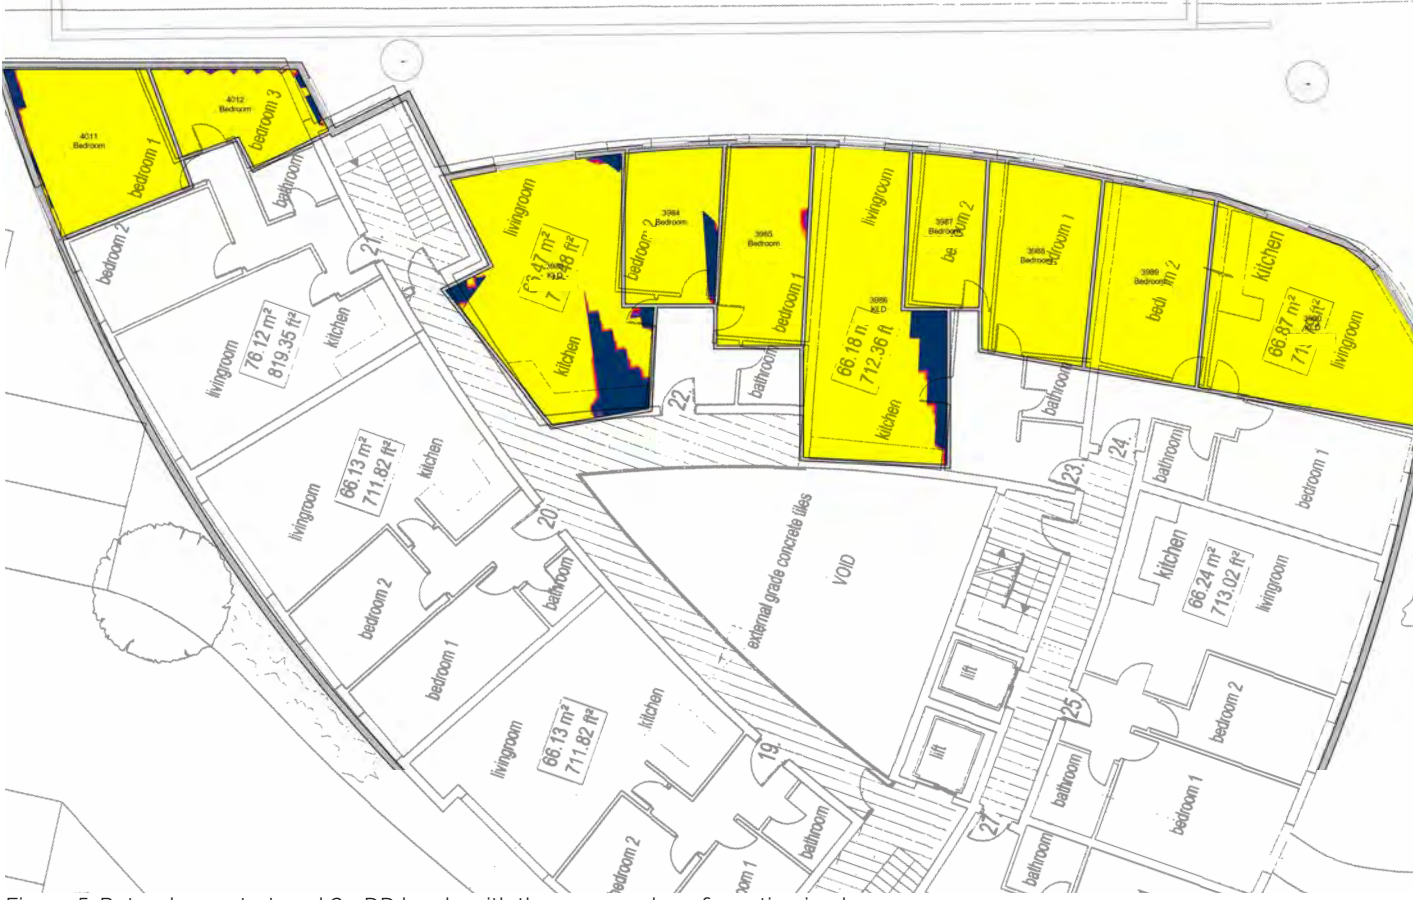 4011
Bedroom
bedroom 1
4012
Bedroom
bedroom 3
bathroom
bedroom 2
21
livingroom
76.12 m²
819.35 ft²
kitchen
livingroom
kitchen
3984
Bedroom
bedroom 2
3985
Bedroom
bedroom 1
bathroom
22
livingroom
3986
KLD
712.36 ft²
kitchen
3987
Bedroom
3988
Bedroom
bathroom
3989
Bedroom
kitchen
66.87 m²
livingroom
23
24
livingroom
66.13 m²
711.82 ft²
kitchen
20
bedroom 2
bathroom
bedroom 1
external grade concrete tiles
VOID
lift
lift
livingroom
66.13 m²
711.82 ft²
kitchen
19
bathroom
bedroom 2
bathroom
bedroom 1
kitchen
66.24 m²
713.02 ft²
livingroom
25
bedroom 2
bathroom
bedroom 1
27
bathroom